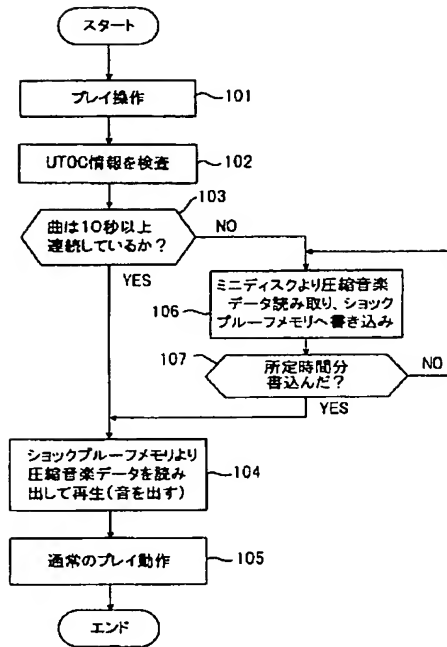 スタート
プレイ操作
101
UTOC情報を検査
102
103
曲は10秒以上
連続しているか?
NO
YES
ミニディスクより圧縮音楽
データ読み取り、ショック
プルーフメモリへ書き込み
106
107
所定時間分
書込んだ?
NO
YES
ショックプルーフメモリより
圧縮音楽データを読み
出して再生(音を出す)
104
通常のプレイ動作
105
エンド